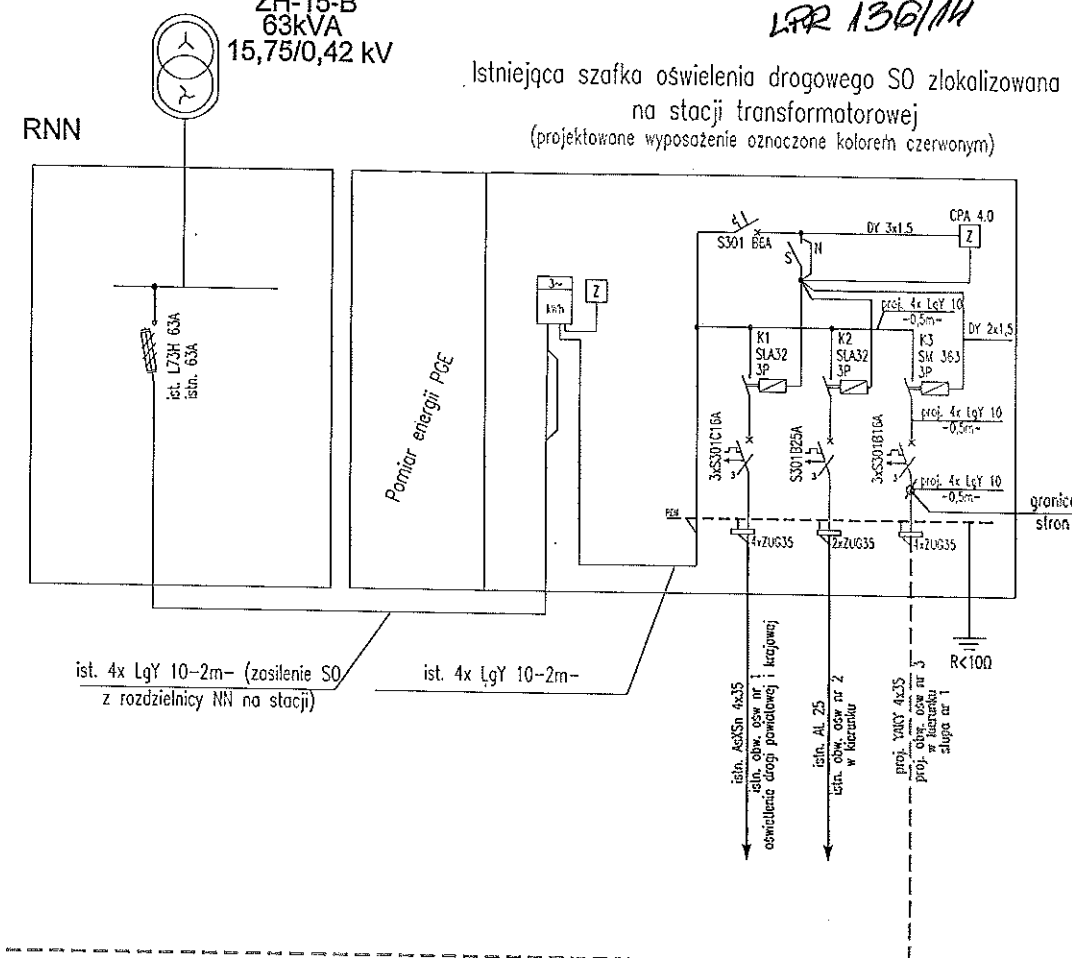 ZH-15-B
63kVA
15,75/0,42 kV
LPR 136/14
Istniejąca szafka oświelenia drogowego SO zlokalizowana
na stacji transformatorowej
(projektowane wyposażenie oznaczone kolorem czerwonym)
RNN
ist. L73H 63A
istn. 63A
Pomiar energii PGE
3~
kWh
Z
S301 B6A
DY 3x1,5
CPA 4.0
Z
S
N
proj. 4x LgY 10
-0,5m-
DY 2x1,5
K1
SLA32
3P
K2
SLA32
3P
K3
SM 363
3P
proj. 4x LgY 10
-0,5m-
3xS301C16A
3
S301B25A
3
3xS301B16A
3
proj. 4x LgY 10
-0,5m-
granica
stron
PEN
4xZUG35
2xZUG35
4xZUG35
R<10Ω
ist. 4x LgY 10-2m- (zasilenie SO
z rozdzielnicy NN na stacji)
ist. 4x LgY 10-2m-
istn. AsXSn 4x35
istn. obw. ośw nr 1
oświetlenia drogi powiatowej i krajowej
istn. AL 25
istn. obw. ośw nr 2
w kierunku
proj. YAKY 4x35
proj. obw. ośw nr 3
w kierunku
słupa nr 1